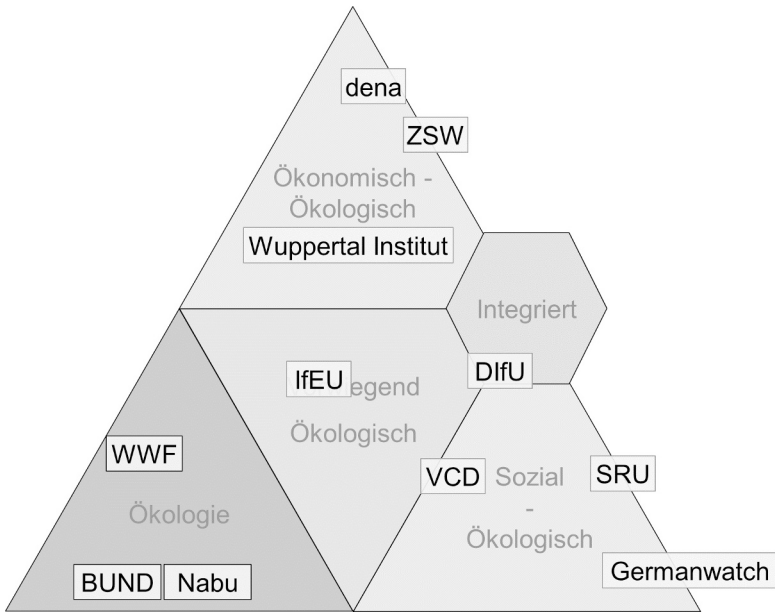 dena
ZSW
Ökonomisch -
Ökologisch
Wuppertal Institut
Integriert
IfEU
DIfU
Ökologisch
WWF
VCD
Sozial
SRU
-
Ökologie
Ökologisch
BUND
Nabu
Germanwatch